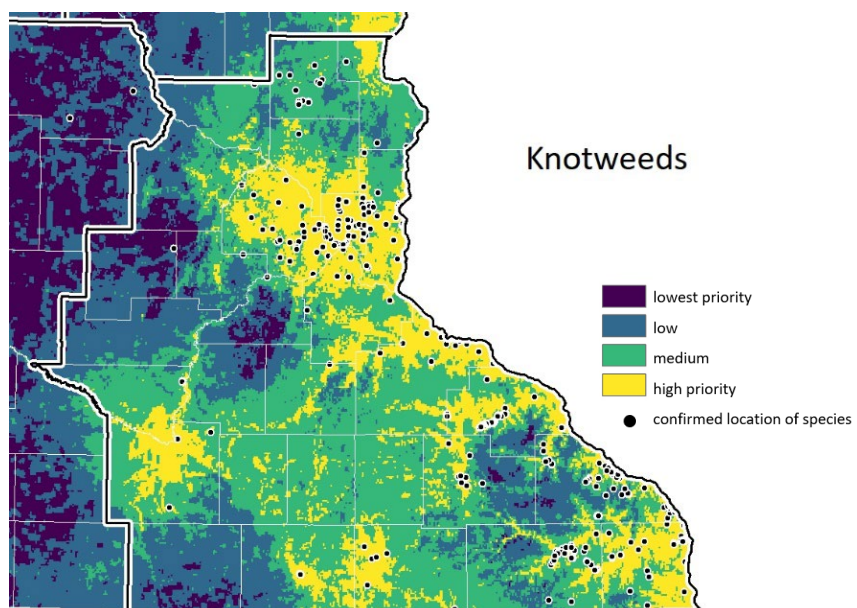 Knotweeds
lowest priority
low
medium
high priority
confirmed location of species